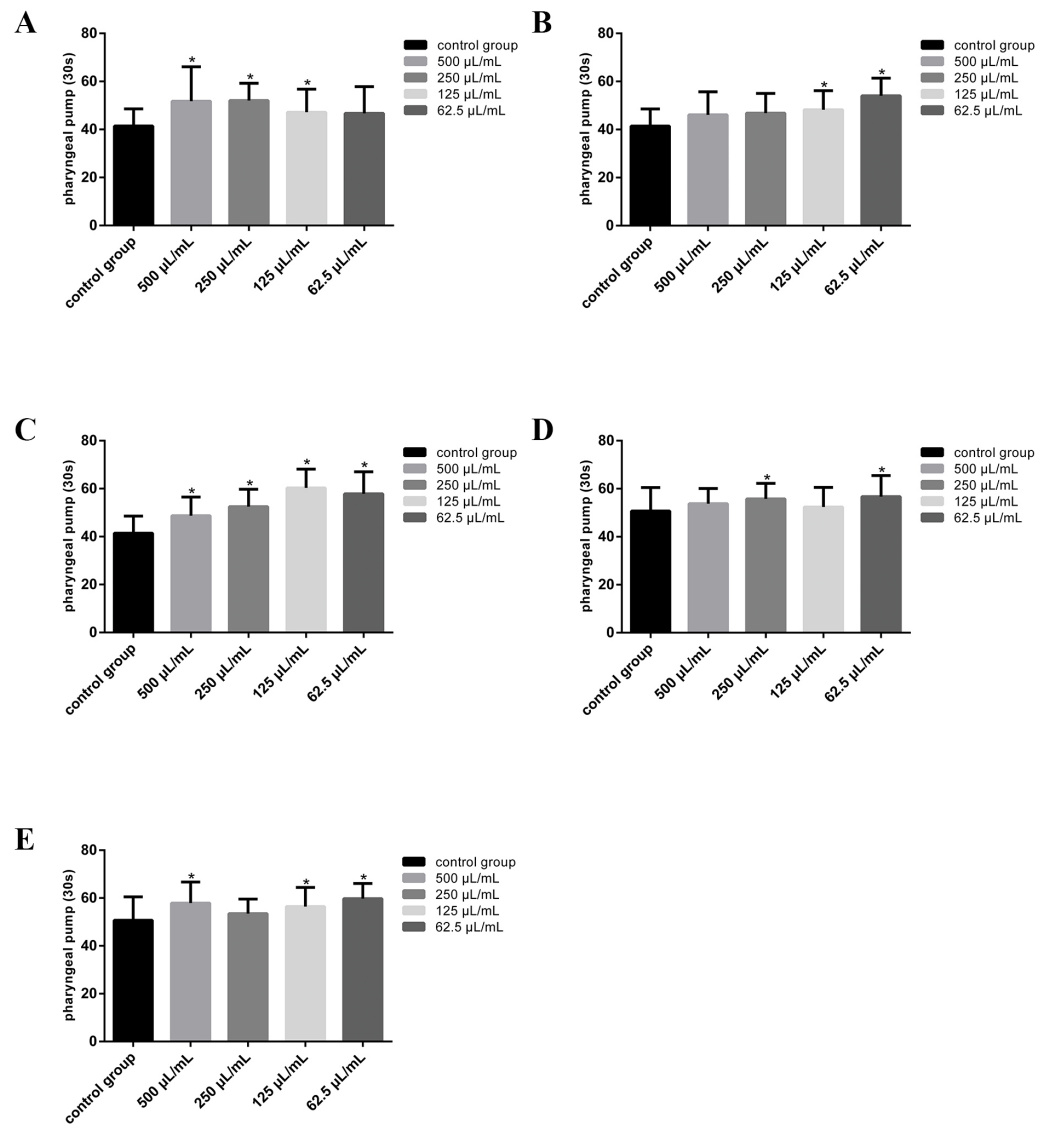 A
pharyngeal pump (30s)
80
60
40
20
0
*
*
*
control group
500 µL/mL
250 µL/mL
125 µL/mL
62.5 µL/mL
control group
500 µL/mL
250 µL/mL
125 µL/mL
62.5 µL/mL
B
pharyngeal pump (30s)
80
60
40
20
0
*
*
control group
500 µL/mL
250 µL/mL
125 µL/mL
62.5 µL/mL
control group
500 µL/mL
250 µL/mL
125 µL/mL
62.5 µL/mL
C
pharyngeal pump (30s)
80
60
40
20
0
*
*
*
*
control group
500 µL/mL
250 µL/mL
125 µL/mL
62.5 µL/mL
control group
500 µL/mL
250 µL/mL
125 µL/mL
62.5 µL/mL
D
pharyngeal pump (30s)
80
60
40
20
0
*
*
control group
500 µL/mL
250 µL/mL
125 µL/mL
62.5 µL/mL
control group
500 µL/mL
250 µL/mL
125 µL/mL
62.5 µL/mL
E
pharyngeal pump (30s)
80
60
40
20
0
*
*
*
control group
500 µL/mL
250 µL/mL
125 µL/mL
62.5 µL/mL
control group
500 µL/mL
250 µL/mL
125 µL/mL
62.5 µL/mL